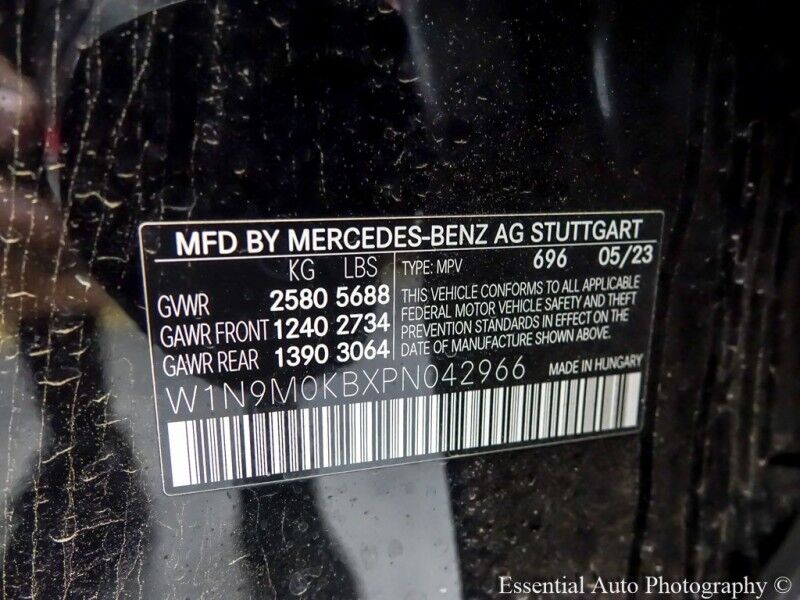 MFD BY MERCEDES-BENZ AG STUTTGART
KG LBS
GVWR 2580 5688
GAWR FRONT 1240 2734
GAWR REAR 1390 3064
TYPE: MPV 696 05/23
THIS VEHICLE CONFORMS TO ALL APPLICABLE
FEDERAL MOTOR VEHICLE SAFETY AND THEFT
PREVENTION STANDARDS IN EFFECT ON THE
DATE OF MANUFACTURE SHOWN ABOVE.
W1N9M0KBXPN042966 MADE IN HUNGARY
Essential Auto Photography ©